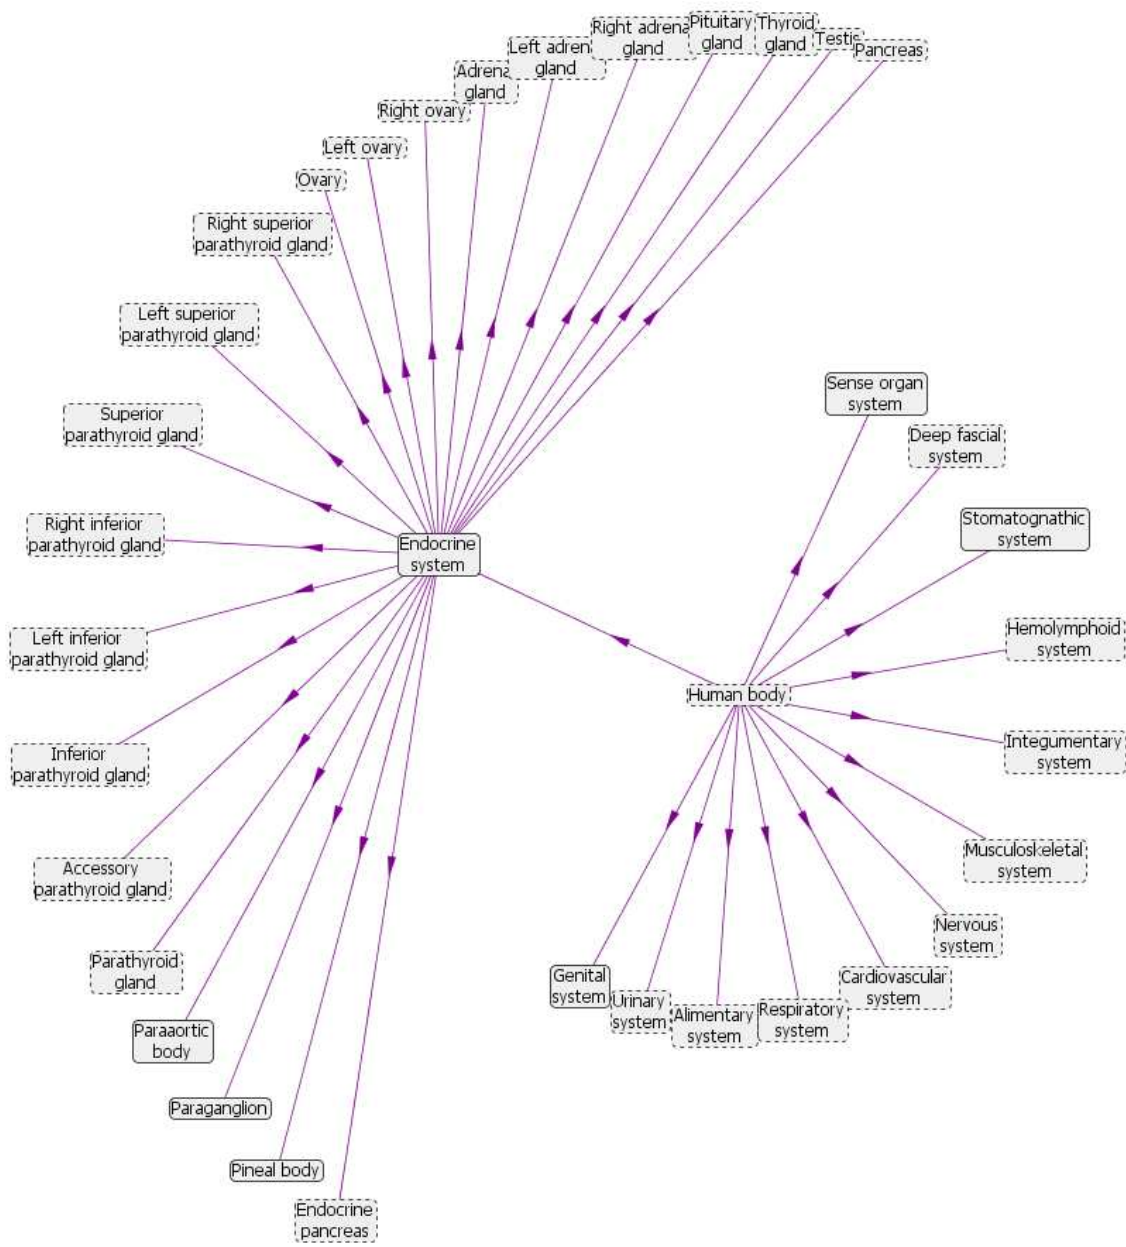 Right adrena
gland
Pituitary
gland
Thyroid
gland
Testis
Pancreas
Left adren
gland
Adrena
gland
Right ovary
Left ovary
Ovary
Right superior
parathyroid gland
Left superior
parathyroid gland
Superior
parathyroid gland
Right inferior
parathyroid gland
Left inferior
parathyroid gland
Inferior
parathyroid gland
Accessory
parathyroid gland
Parathyroid
gland
Paraaortic
body
Paraganglion
Pineal body
Endocrine
pancreas
Endocrine
system
Sense organ
system
Deep fascial
system
Stomatognathic
system
Hemolymphoid
system
Human body
Integumentary
system
Musculoskeletal
system
Nervous
system
Cardiovascular
system
Respiratory
system
Alimentary
system
Urinary
system
Genital
system